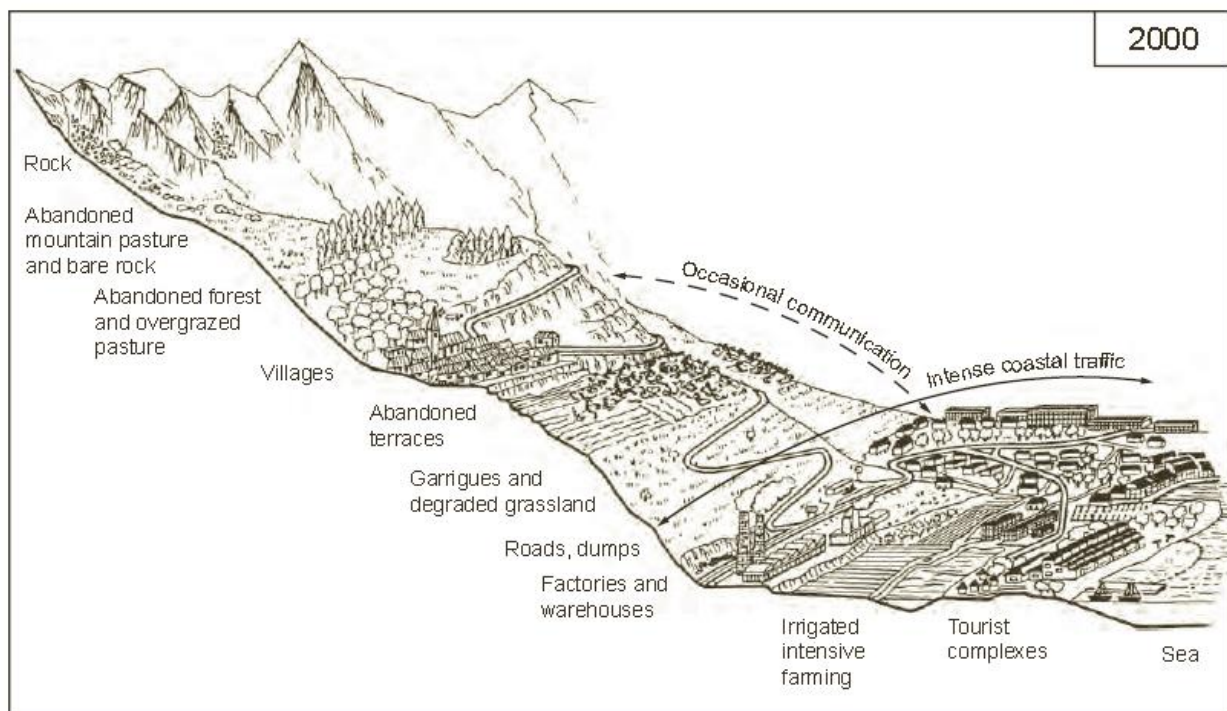 2000
Rock
Abandoned
mountain pasture
and bare rock
Abandoned forest
and overgrazed
pasture
Villages
Abandoned
terraces
Garrigues and
degraded grassland
Roads, dumps
Factories and
warehouses
Irrigated
intensive
farming
Tourist
complexes
Sea
Occasional communication
Intense coastal traffic